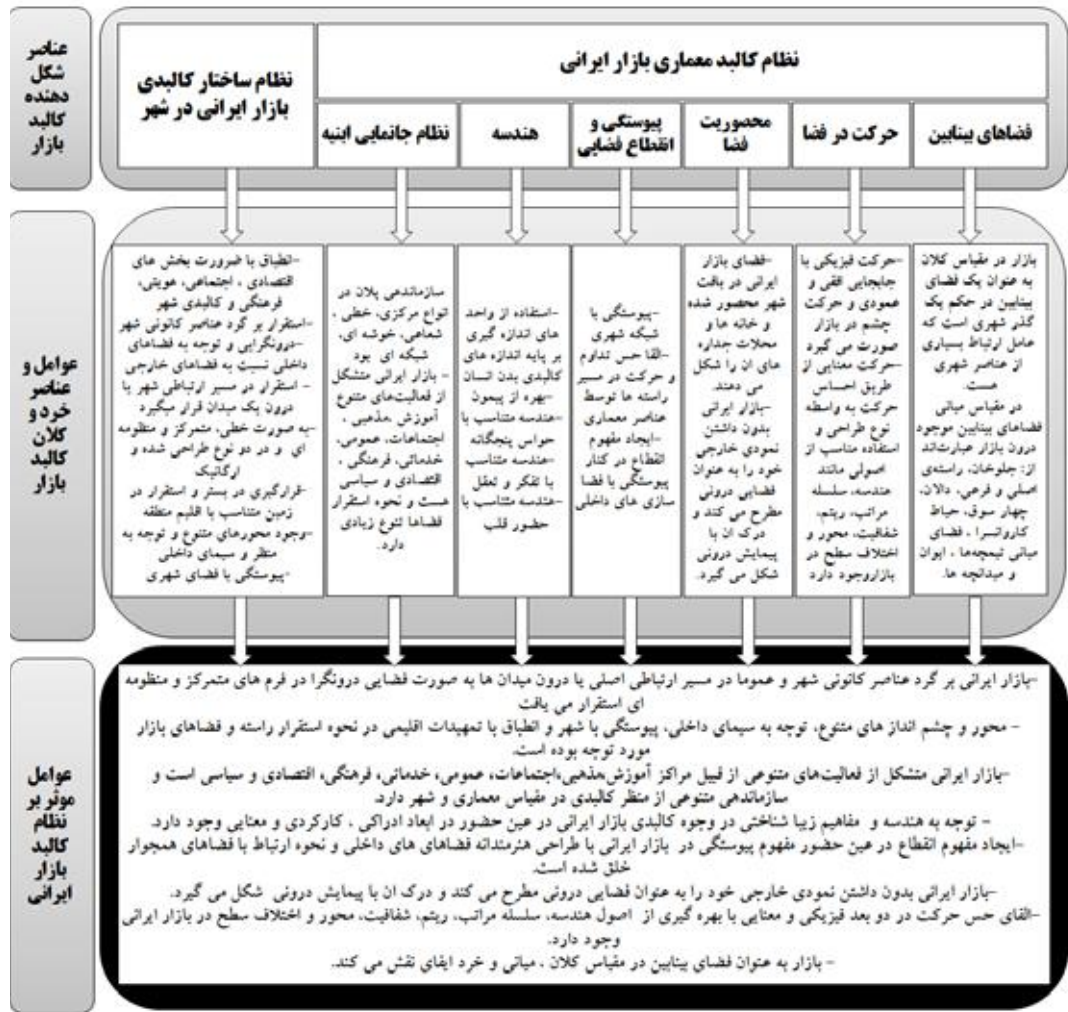 عناصر
شکل
دهنده
کالبد
بازار
نظام کالبد معماری بازار ایرانی
نظام ساختار کالبدی
بازار ایرانی در شهر
فضاهای بینابین
حرکت در فضا
محصوریت
فضا
پیوستگی و
انقطاع فضایی
هندسه
نظام جانمایی ابنیه
عوامل و
عناصر
خرد و
کلان
کالبد
بازار
بازار در مقیاس کلان
به عنوان یک فضای
بینابین در حکم یک
گذر شهری است که
عامل ارتباط بسیاری
از عناصر شهری
هست.
در مقیاس میانی
فضاهای بینابین موجود
درون بازار عبارت‌اند
از: جلوخان، راسته‌ی
اصلی و فرعی، دالان،
چهار سوق، حیاط
کاروانسرا ، فضای
میانی تیمچه‌ها ، ایوان
و میدانچه ها.
-حرکت فیزیکی با
جابجایی افقی و
عمودی و حرکت
چشم در بازار
صورت می گیرد
-حرکت معنایی از
طریق احساس
حرکت به واسطه
نوع طراحی و
استفاده مناسب از
اصولی مانند
هندسه، سلسله
مراتب، ریتم،
شفافیت، محور و
اختلاف سطح در
بازاروجود دارد
-فضای بازار
ایرانی در بافت
شهر محصور شده
و خانه ها و
محلات جداره
های ان را شکل
می دهند.
-بازار ایرانی
بدون داشتن
نمودی خارجی
خود را به عنوان
فضایی درونی
مطرح می کند و
درک ان با
پیمایش درونی
شکل می گیرد.
-پیوستگی با
شبکه شهری
-القا حس تداوم
و حرکت در مسیر
راسته ها توسط
عناصر معماری
-ایجاد مفهوم
انقطاع در کنار
پیوستگی با فضا
سازی های داخلی
-استفاده از واحد
های اندازه گیری
بر پایه اندازه های
کالبدی بدن انسان
-بهره از پیمون
-هندسه متناسب با
حواس پنجگانه
-هندسه متناسب
با تفکر و تعقل
-هندسه متناسب با
حضور قلب
سازماندهی پلان در
انواع مرکزی، خطی ،
شعاعی، خوشه ای،
شبکه ای بود
- بازار ایرانی متشکل
از فعالیت‌های متنوع
آموزش ،مذهبی ،
اجتماعات، عمومی،
خدماتی، فرهنگی ،
اقتصادی و سیاسی
هست و نحوه استقرار
فضاها تنوع زیادی
دارد.
-انطباق با ضرورت بخش های
اقتصادی ، اجتماعی، هویتی،
فرهنگی و کالبدی شهر
-استقرار بر گرد عناصر کانونی شهر
-درونگرایی و توجه به فضاهای
داخلی نسبت به فضاهای خارجی
- استقرار در مسیر ارتباطی شهر یا
درون یک میدان قرار میگیرد
-به صورت خطی، متمرکز و منظومه
ای و در دو نوع طراحی شده و
ارگانیک
-قرارگیری در بستر و استقرار در
زمین متناسب با اقلیم منطقه
-وجود محورهای متنوع و توجه به
منظر و سیمای داخلی
-پیوستگی با فضای شهری
عوامل
موثر بر
نظام
کالبد
بازار
ایرانی
-بازار ایرانی بر گرد عناصر کانونی شهر و عموما در مسیر ارتباطی اصلی یا درون میدان ها به صورت فضایی درونگرا در فرم های متمرکز و منظومه
ای استقرار می یافت
- محور و چشم انداز های متنوع، توجه به سیمای داخلی، پیوستگی با شهر و انطباق با تمهیدات اقلیمی در نحوه استقرار راسته و فضاهای بازار
مورد توجه بوده است.
-بازار ایرانی متشکل از فعالیت‌های متنوعی از قبیل مراکز آموزش،مذهبی،اجتماعات، عمومی، خدماتی، فرهنگی، اقتصادی و سیاسی است و
سازماندهی متنوعی از منظر کالبدی در مقیاس معماری و شهر دارد.
- توجه به هندسه و مفاهیم زیبا شناختی در وجوه کالبدی بازار ایرانی در عین حضور در ابعاد ادراکی ، کارکردی و معنایی وجود دارد.
-ایجاد مفهوم انقطاع در عین حضور مفهوم پیوستگی در بازار ایرانی با طراحی هنرمندانه فضاهای های داخلی و نحوه ارتباط با فضاهای همجوار
خلق شده است.
-بازار ایرانی بدون داشتن نمودی خارجی خود را به عنوان فضایی درونی مطرح می کند و درک ان با پیمایش درونی شکل می گیرد.
-القای حس حرکت در دو بعد فیزیکی و معنایی با بهره گیری از اصول هندسه، سلسله مراتب، ریتم، شفافیت، محور و اختلاف سطح در بازار ایرانی
وجود دارد.
- بازار به عنوان فضای بینابین در مقیاس کلان ، میانی و خرد ایفای نقش می کند.